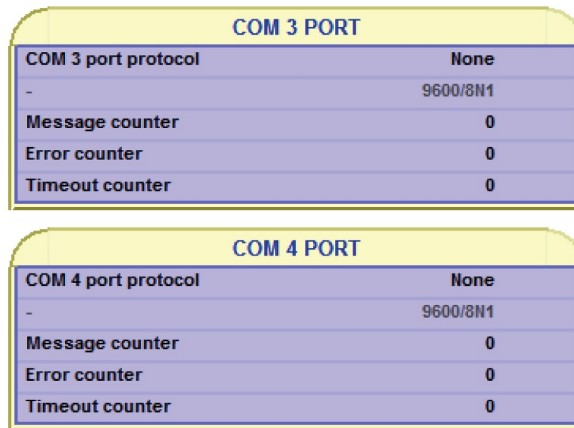 COM 3 PORT
COM 3 port protocol None
- 9600/8N1
Message counter 0
Error counter 0
Timeout counter 0
COM 4 PORT
COM 4 port protocol None
- 9600/8N1
Message counter 0
Error counter 0
Timeout counter 0